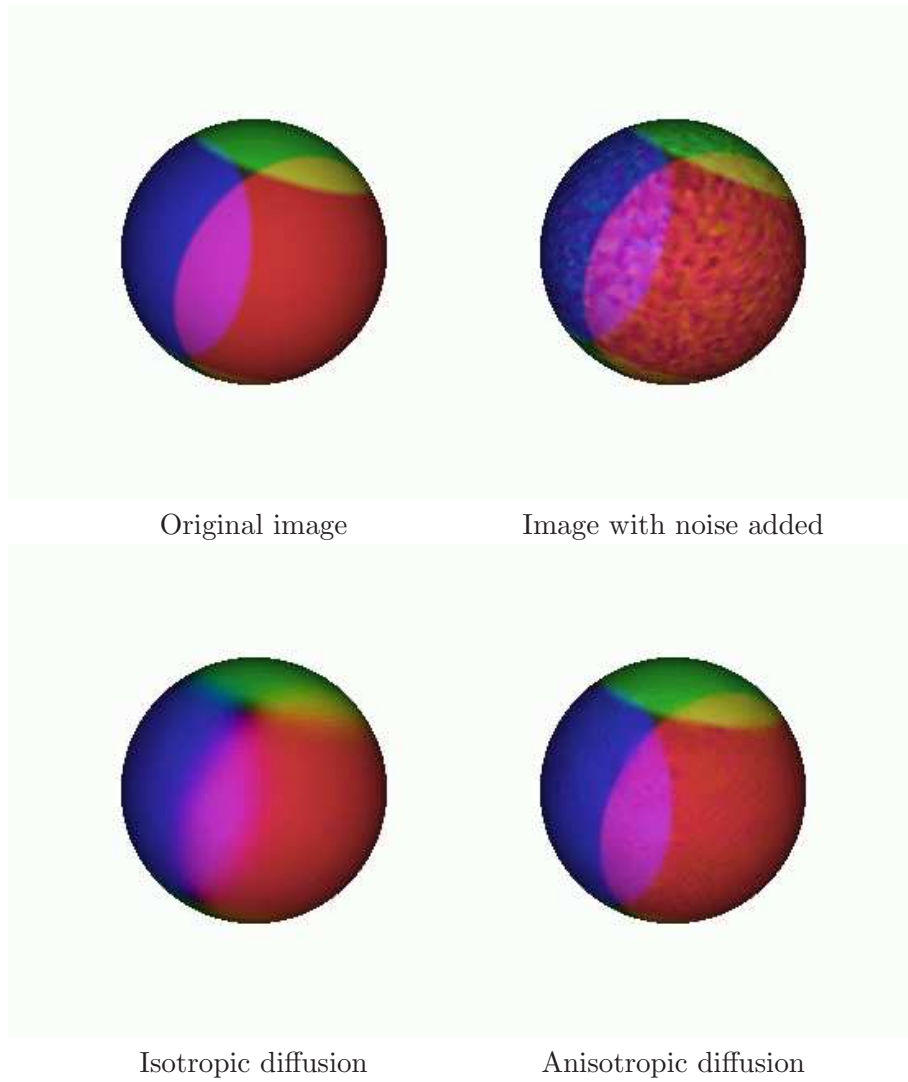 Original image
Image with noise added
Isotropic diffusion
Anisotropic diffusion